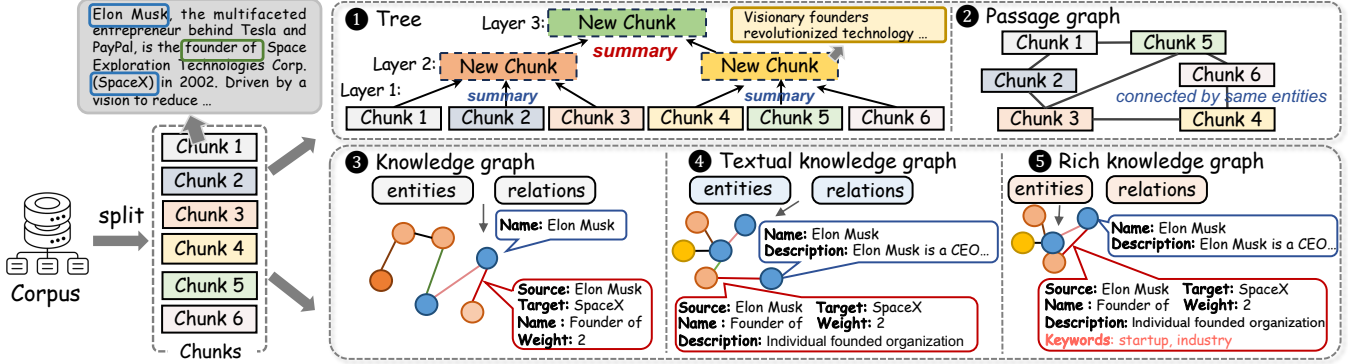 Elon Musk, the multifaceted
entrepreneur behind Tesla and
PayPal, is the founder of Space
Exploration Technologies Corp.
(SpaceX) in 2002. Driven by a
vision to reduce ...
Corpus
split
Chunk 1
Chunk 2
Chunk 3
Chunk 4
Chunk 5
Chunk 6
Chunks
1 Tree
Layer 3:
New Chunk
summary
Visionary founders
revolutionized technology ...
Layer 2:
New Chunk
New Chunk
Layer 1:
summary
summary
Chunk 1
Chunk 2
Chunk 3
Chunk 4
Chunk 5
Chunk 6
2 Passage graph
Chunk 1
Chunk 5
Chunk 2
Chunk 6
connected by same entities
Chunk 3
Chunk 4
3 Knowledge graph
entities
relations
Name: Elon Musk
Source: Elon Musk
Target: SpaceX
Name : Founder of
Weight: 2
4 Textual knowledge graph
entities
relations
Name: Elon Musk
Description: Elon Musk is a CEO...
Source: Elon Musk Target: SpaceX
Name : Founder of Weight: 2
Description: Individual founded organization
5 Rich knowledge graph
entities
relations
Name: Elon Musk
Description: Elon Musk is a CEO...
Source: Elon Musk Target: SpaceX
Name : Founder of Weight: 2
Description: Individual founded organization
Keywords: startup, industry